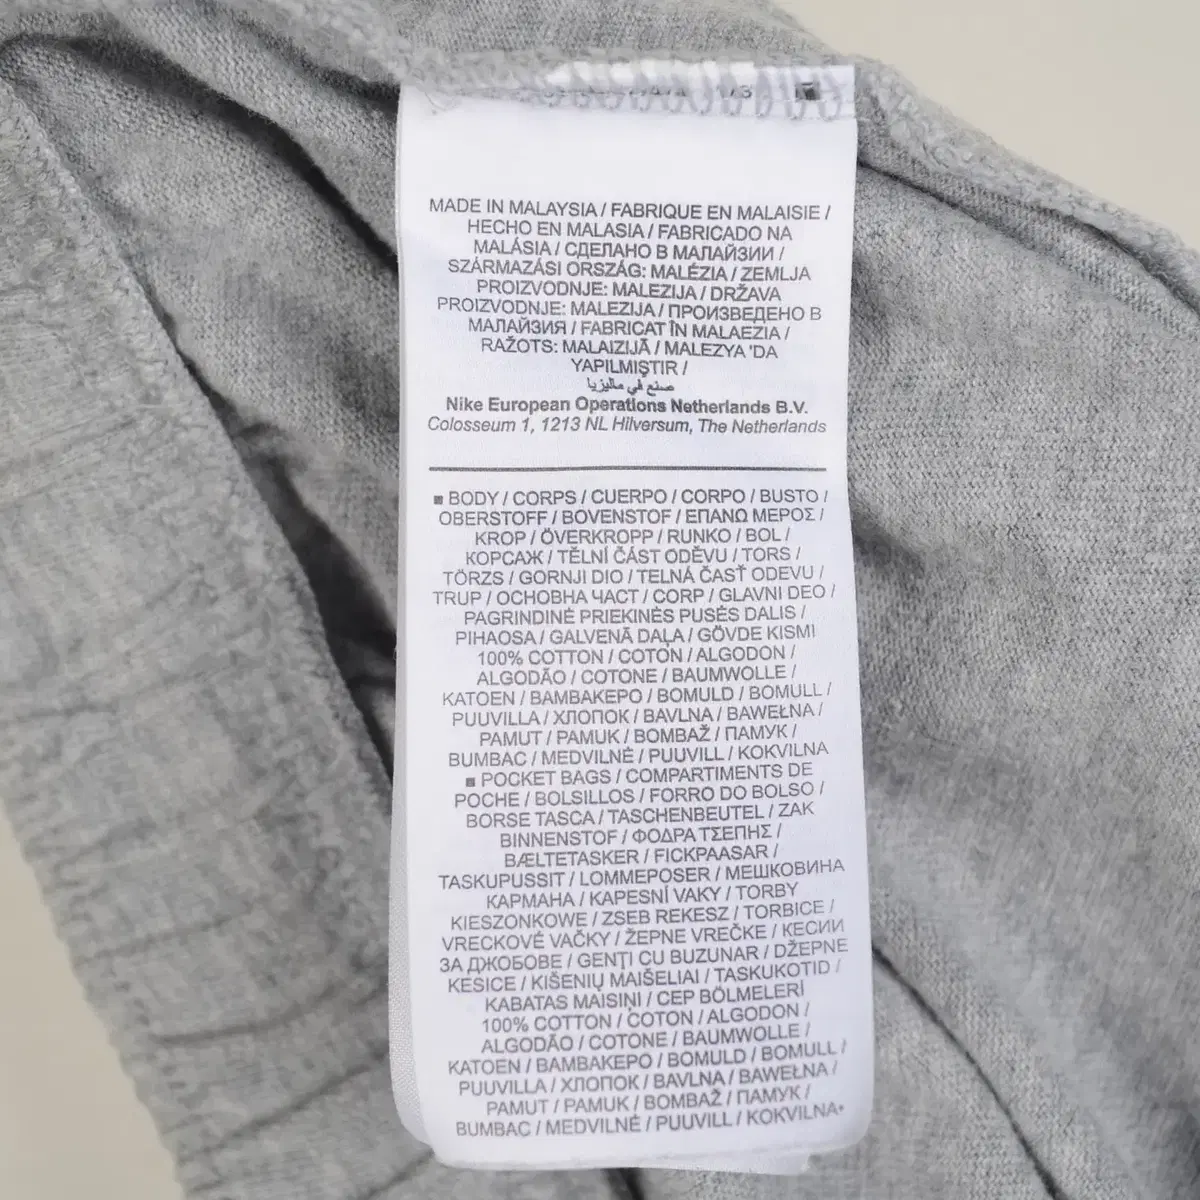 MADE IN MALAYSIA / FABRIQUE EN MALAISIE /
HECHO EN MALASIA / FABRICADO NA
MALÁSIA / СДЕЛАНО В МАЛАЙЗИИ /
SZÁRMAZÁSI ORSZÁG: MALÉZIA / ZEMLJA
PROIZVODNJE: MALEZIJA / DRŽAVA
PROIZVODNJE: MALEZIJA / ПРОИЗВЕДЕНО В
МАЛАЙЗИЯ / FABRICAT ÎN MALAEZIA /
RAŽOTS: MALAIZIJĀ / MALEZYA 'DA
YAPILMIŞTIR /
صنع في ماليزيا
Nike European Operations Netherlands B.V.
Colosseum 1, 1213 NL Hilversum, The Netherlands
■ BODY / CORPS / CUERPO / CORPO / BUSTO /
OBERSTOFF / BOVENSTOF / ΕΠΑΝΩ ΜΕΡΟΣ /
KROP / ÖVERKROPP / RUNKO / BOL /
КОРСАЖ / TĚLNÍ ČÁST ODĚVU / TORS /
TÖRZS / GORNJI DIO / TELNÁ ČASŤ ODEVU /
TRUP / ОСНОВНА ЧАСТ / CORP / GLAVNI DEO /
PAGRINDINĖ PRIEKINĖS PUSĖS DALIS /
PIHAOSA / GALVENĀ DAĻA / GÖVDE KISMI
100% COTTON / COTON / ALGODON /
ALGODÃO / COTONE / BAUMWOLLE /
KATOEN / ΒΑΜΒΑΚΕΡΟ / BOMULD / BOMULL /
PUUVILLA / ХЛОПОК / BAVLNA / BAWEŁNA /
PAMUT / PAMUK / BOMBAŽ / ПАМУК /
BUMBAC / MEDVILNĖ / PUUVILL / KOKVILNA
■ POCKET BAGS / COMPARTIMENTS DE
POCHE / BOLSILLOS / FORRO DO BOLSO /
BORSE TASCA / TASCHENBEUTEL / ZAK
BINNENSTOF / ΦΟΔΡΑ ΤΣΕΠΗΣ /
BÆLTETASKER / FICKPAASAR /
TASKUPUSSIT / LOMMEPOSER / МЕШКОВИНА
КАРМАНА / KAPESNÍ VAKY / TORBY
KIESZONKOWE / ZSEB REKESZ / TORBICE /
VRECKOVÉ VAČKY / ŽEPNE VREČKE / КЕСИИ
ЗА ДЖОБОВЕ / GENŢI CU BUZUNAR / DŽEPNE
KESICE / KIŠENIŲ MAIŠELIAI / TASKUKOTID /
KABATAS MAISINI / CEP BÖLMELERİ
100% COTTON / COTON / ALGODON /
ALGODÃO / COTONE / BAUMWOLLE /
KATOEN / ΒΑΜΒΑΚΕΡΟ / BOMULD / BOMULL /
PUUVILLA / ХЛОПОК / BAVLNA / BAWEŁNA /
PAMUT / PAMUK / BOMBAŽ / ПАМУК /
BUMBAC / MEDVILNĖ / PUUVILL / KOKVILNA•